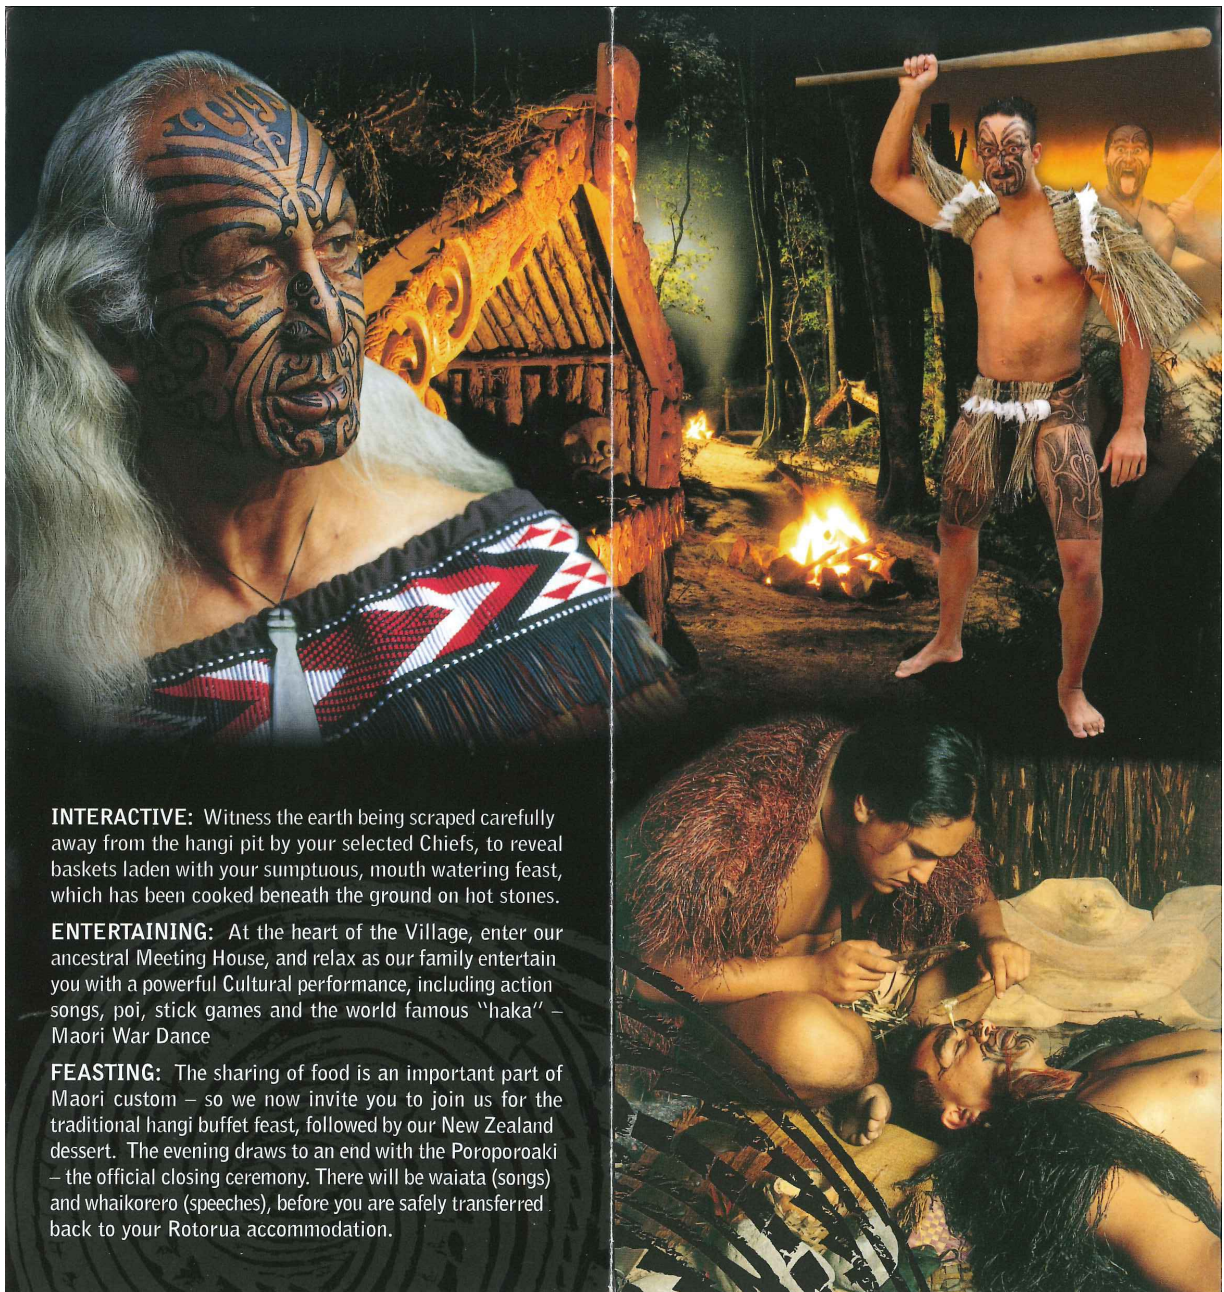 INTERACTIVE: Witness the earth being scraped carefully
away from the hangi pit by your selected Chiefs, to reveal
baskets laden with your sumptuous, mouth watering feast,
which has been cooked beneath the ground on hot stones.
ENTERTAINING: At the heart of the Village, enter our
ancestral Meeting House, and relax as our family entertain
you with a powerful Cultural performance, including action
songs, poi, stick games and the world famous "haka" –
Maori War Dance
FEASTING: The sharing of food is an important part of
Maori custom – so we now invite you to join us for the
traditional hangi buffet feast, followed by our New Zealand
dessert. The evening draws to an end with the Poroporoaki
– the official closing ceremony. There will be waiata (songs)
and whaikorero (speeches), before you are safely transferred
back to your Rotorua accommodation.